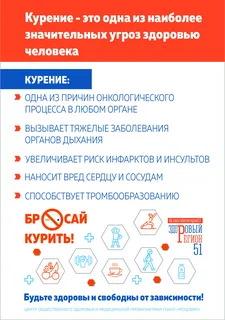 Курение - это одна из наиболее
значительных угроз здоровью
человека
КУРЕНИЕ:
ОДНА ИЗ ПРИЧИН ОНКОЛОГИЧЕСКОГО
ПРОЦЕССА В ЛЮБОМ ОРГАНЕ
ВЫЗЫВАЕТ ТЯЖЕЛЫЕ ЗАБОЛЕВАНИЯ
ОРГАНОВ ДЫХАНИЯ
УВЕЛИЧИВАЕТ РИСК ИНФАРКТОВ И ИНСУЛЬТОВ
НАНОСИТ ВРЕД СЕРДЦУ И СОСУДАМ
СПОСОБСТВУЕТ ТРОМБООБРАЗОВАНИЮ
БРОСАЙ
КУРИТЬ!
ЗДОРОВЫЙ
РЕГИОН
51
Будьте здоровы и свободны от зависимости!